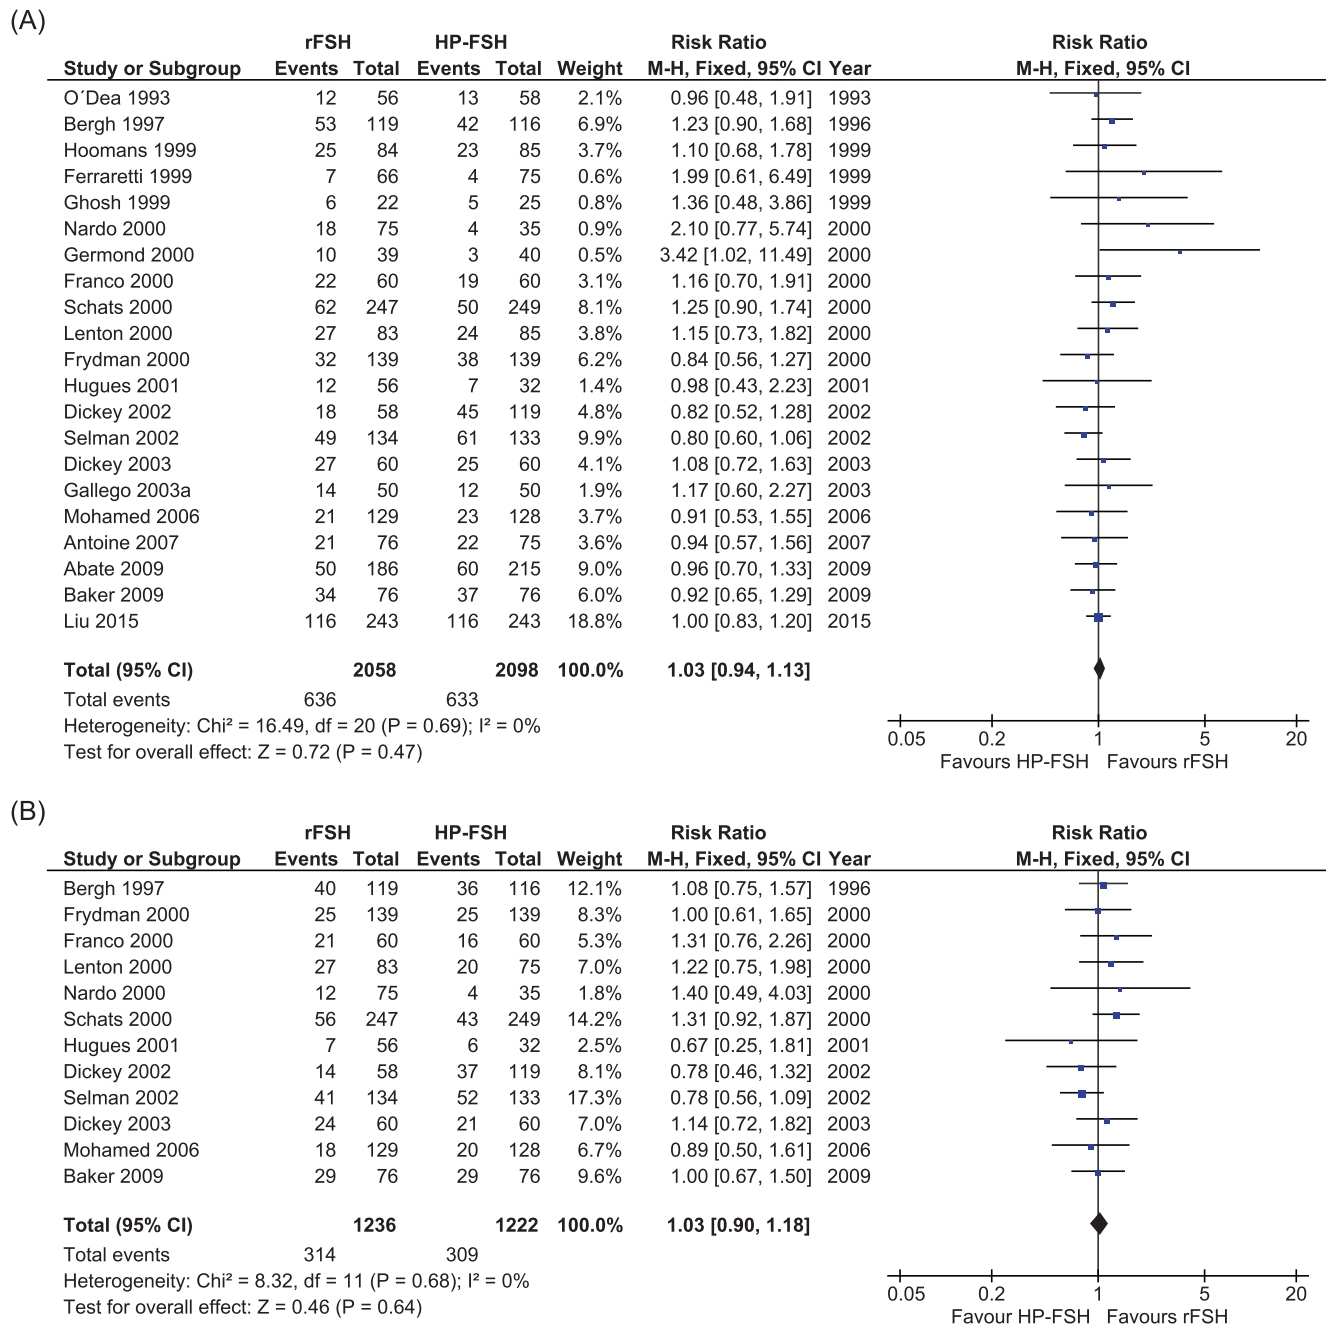 (A)
rFSH HP-FSH Risk Ratio Risk Ratio
Study or Subgroup Events Total Events Total Weight M-H, Fixed, 95% CI Year M-H, Fixed, 95% CI
O´Dea 1993 12 56 13 58 2.1% 0.96 [0.48, 1.91] 1993
Bergh 1997 53 119 42 116 6.9% 1.23 [0.90, 1.68] 1996
Hoomans 1999 25 84 23 85 3.7% 1.10 [0.68, 1.78] 1999
Ferraretti 1999 7 66 4 75 0.6% 1.99 [0.61, 6.49] 1999
Ghosh 1999 6 22 5 25 0.8% 1.36 [0.48, 3.86] 1999
Nardo 2000 18 75 4 35 0.9% 2.10 [0.77, 5.74] 2000
Germond 2000 10 39 3 40 0.5% 3.42 [1.02, 11.49] 2000
Franco 2000 22 60 19 60 3.1% 1.16 [0.70, 1.91] 2000
Schats 2000 62 247 50 249 8.1% 1.25 [0.90, 1.74] 2000
Lenton 2000 27 83 24 85 3.8% 1.15 [0.73, 1.82] 2000
Frydman 2000 32 139 38 139 6.2% 0.84 [0.56, 1.27] 2000
Hugues 2001 12 56 7 32 1.4% 0.98 [0.43, 2.23] 2001
Dickey 2002 18 58 45 119 4.8% 0.82 [0.52, 1.28] 2002
Selman 2002 49 134 61 133 9.9% 0.80 [0.60, 1.06] 2002
Dickey 2003 27 60 25 60 4.1% 1.08 [0.72, 1.63] 2003
Gallego 2003a 14 50 12 50 1.9% 1.17 [0.60, 2.27] 2003
Mohamed 2006 21 129 23 128 3.7% 0.91 [0.53, 1.55] 2006
Antoine 2007 21 76 22 75 3.6% 0.94 [0.57, 1.56] 2007
Abate 2009 50 186 60 215 9.0% 0.96 [0.70, 1.33] 2009
Baker 2009 34 76 37 76 6.0% 0.92 [0.65, 1.29] 2009
Liu 2015 116 243 116 243 18.8% 1.00 [0.83, 1.20] 2015
Total (95% CI) 2058 2098 100.0% 1.03 [0.94, 1.13]
Total events 636 633
Heterogeneity: Chi² = 16.49, df = 20 (P = 0.69); I² = 0%
Test for overall effect: Z = 0.72 (P = 0.47)
0.05 0.2 1 5 20
Favours HP-FSH Favours rFSH
(B)
rFSH HP-FSH Risk Ratio Risk Ratio
Study or Subgroup Events Total Events Total Weight M-H, Fixed, 95% CI Year M-H, Fixed, 95% CI
Bergh 1997 40 119 36 116 12.1% 1.08 [0.75, 1.57] 1996
Frydman 2000 25 139 25 139 8.3% 1.00 [0.61, 1.65] 2000
Franco 2000 21 60 16 60 5.3% 1.31 [0.76, 2.26] 2000
Lenton 2000 27 83 20 75 7.0% 1.22 [0.75, 1.98] 2000
Nardo 2000 12 75 4 35 1.8% 1.40 [0.49, 4.03] 2000
Schats 2000 56 247 43 249 14.2% 1.31 [0.92, 1.87] 2000
Hugues 2001 7 56 6 32 2.5% 0.67 [0.25, 1.81] 2001
Dickey 2002 14 58 37 119 8.1% 0.78 [0.46, 1.32] 2002
Selman 2002 41 134 52 133 17.3% 0.78 [0.56, 1.09] 2002
Dickey 2003 24 60 21 60 7.0% 1.14 [0.72, 1.82] 2003
Mohamed 2006 18 129 20 128 6.7% 0.89 [0.50, 1.61] 2006
Baker 2009 29 76 29 76 9.6% 1.00 [0.67, 1.50] 2009
Total (95% CI) 1236 1222 100.0% 1.03 [0.90, 1.18]
Total events 314 309
Heterogeneity: Chi² = 8.32, df = 11 (P = 0.68); I² = 0%
Test for overall effect: Z = 0.46 (P = 0.64)
0.05 0.2 1 5 20
Favour HP-FSH Favours rFSH